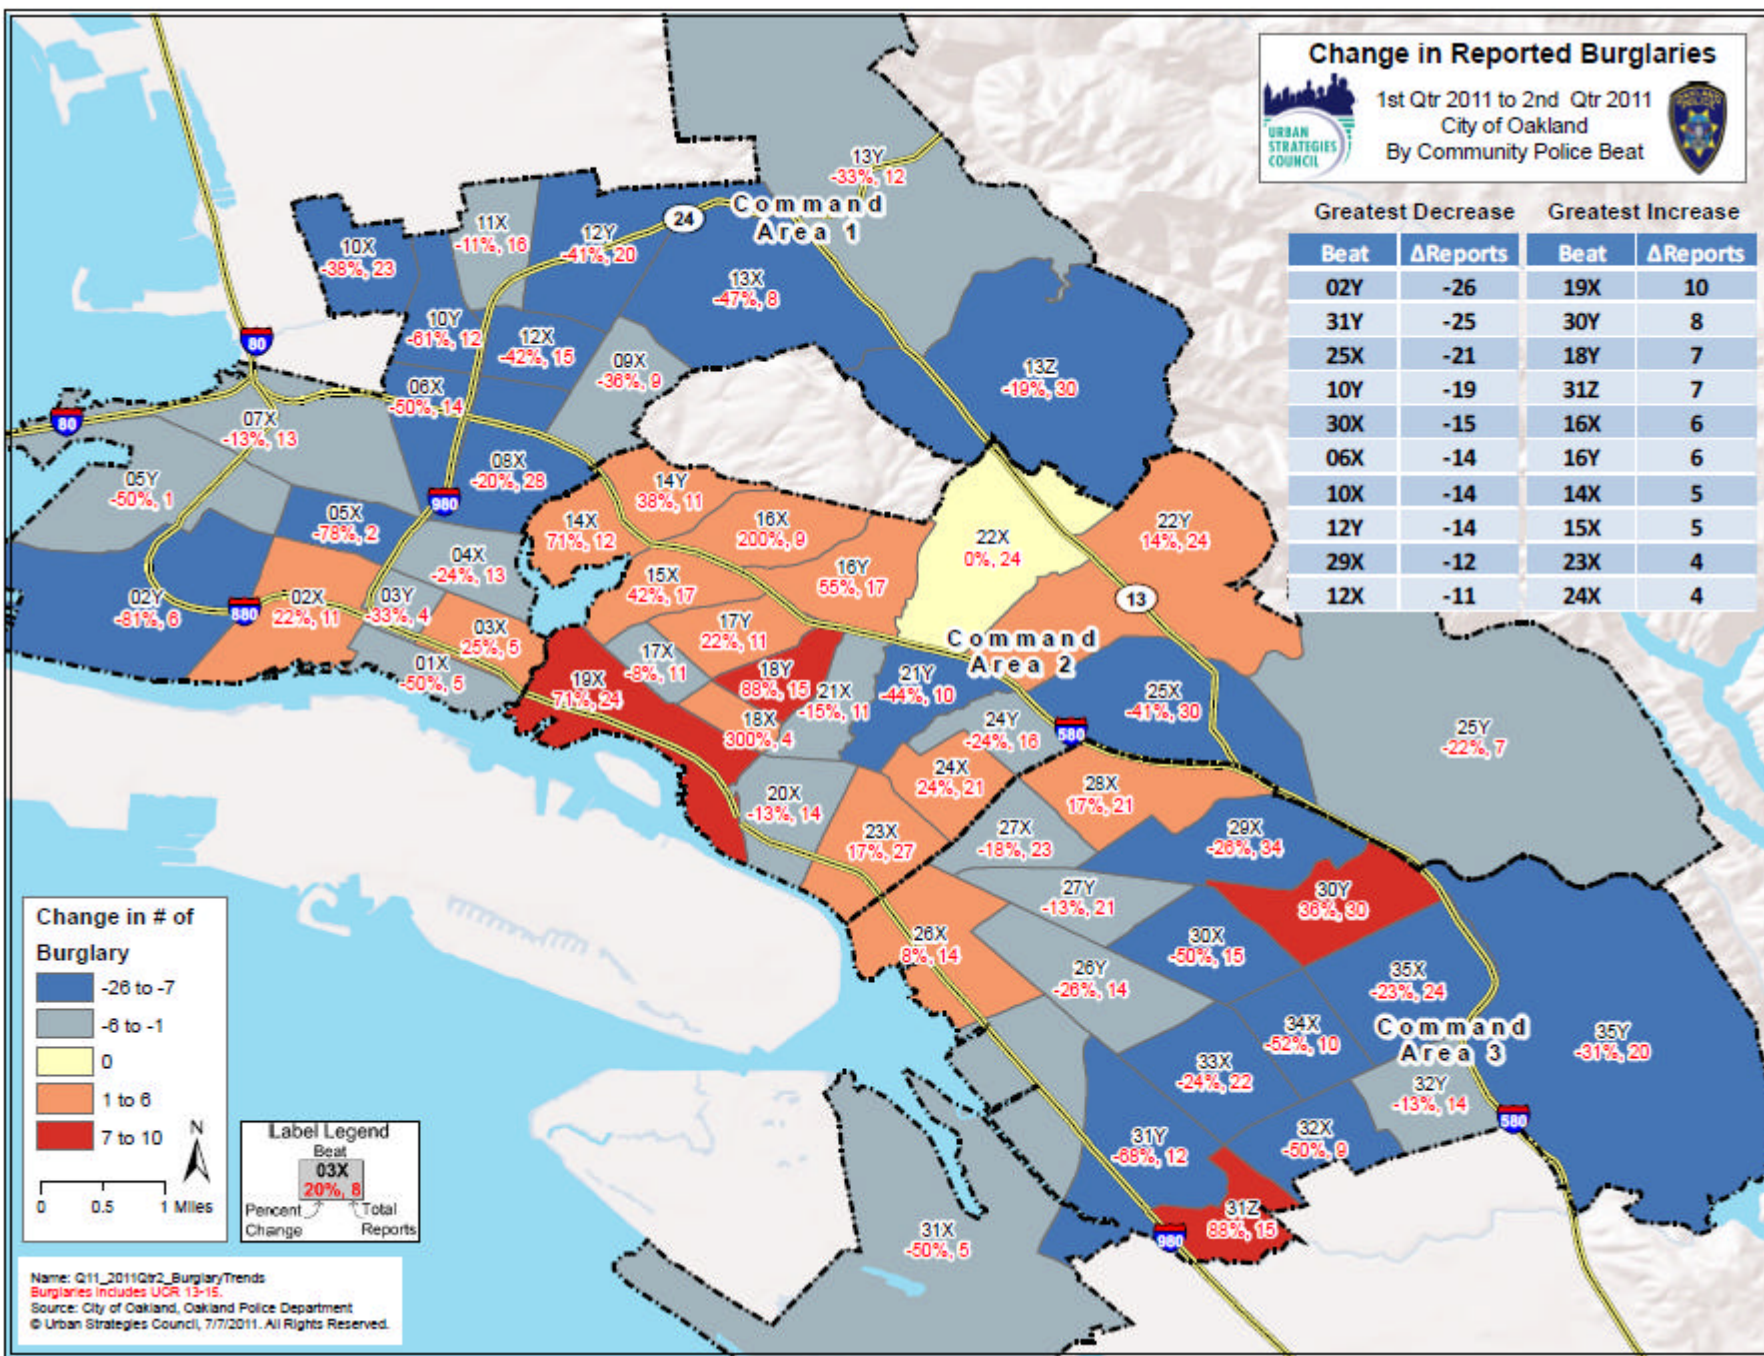 Change in Reported Burglaries
1st Qtr 2011 to 2nd Qtr 2011
City of Oakland
By Community Police Beat
URBAN
STRATEGIES
COUNCIL
Greatest Decrease Greatest Increase
Beat ΔReports Beat ΔReports
02Y -26 19X 10
31Y -25 30Y 8
25X -21 18Y 7
10Y -19 31Z 7
30X -15 16X 6
06X -14 16Y 6
10X -14 14X 5
12Y -14 15X 5
29X -12 23X 4
12X -11 24X 4
13Y
-33%, 12
Command
Area 1
24
11X
-11%, 16
12Y
-41%, 20
10X
-38%, 23
13X
-47%, 8
10Y
-61%, 12
12X
-42%, 15
80
09X
-36%, 9
13Z
-19%, 30
06X
-50%, 14
80
07X
-13%, 13
08X
-20%, 28
05Y
-50%, 1
980
14Y
38%, 11
05X
-78%, 2
14X
71%, 12
16X
200%, 9
22X
0%, 24
22Y
14%, 24
04X
-24%, 13
15X
42%, 17
16Y
55%, 17
02Y
-81%, 6
880
02X
22%, 11
03Y
-33%, 4
13
03X
25%, 5
17Y
22%, 11
Command
Area 2
01X
-50%, 5
17X
-8%, 11
18Y
88%, 15
19X
71%, 24
21X
-15%, 11
21Y
-44%, 10
25X
-41%, 30
18X
300%, 4
24Y
-24%, 16
580
25Y
-22%, 7
24X
24%, 21
28X
17%, 21
20X
-13%, 14
23X
17%, 27
27X
-18%, 23
29X
-26%, 34
27Y
-13%, 21
30Y
36%, 30
26X
8%, 14
30X
-50%, 15
26Y
-26%, 14
35X
-23%, 24
34X
-52%, 10
Command
Area 3
35Y
-31%, 20
33X
-24%, 22
32Y
-13%, 14
580
31Y
-68%, 12
32X
-50%, 9
31Z
88%, 15
980
31X
-50%, 5
Change in # of
Burglary
-26 to -7
-6 to -1
0
1 to 6
7 to 10
N
0 0.5 1 Miles
Label Legend
Beat
03X
20%, 8
Percent Total
Change Reports
Name: Q11_2011Qtr2_BurglaryTrends
Burglaries includes UCR 13-15.
Source: City of Oakland, Oakland Police Department
© Urban Strategies Council, 7/7/2011. All Rights Reserved.